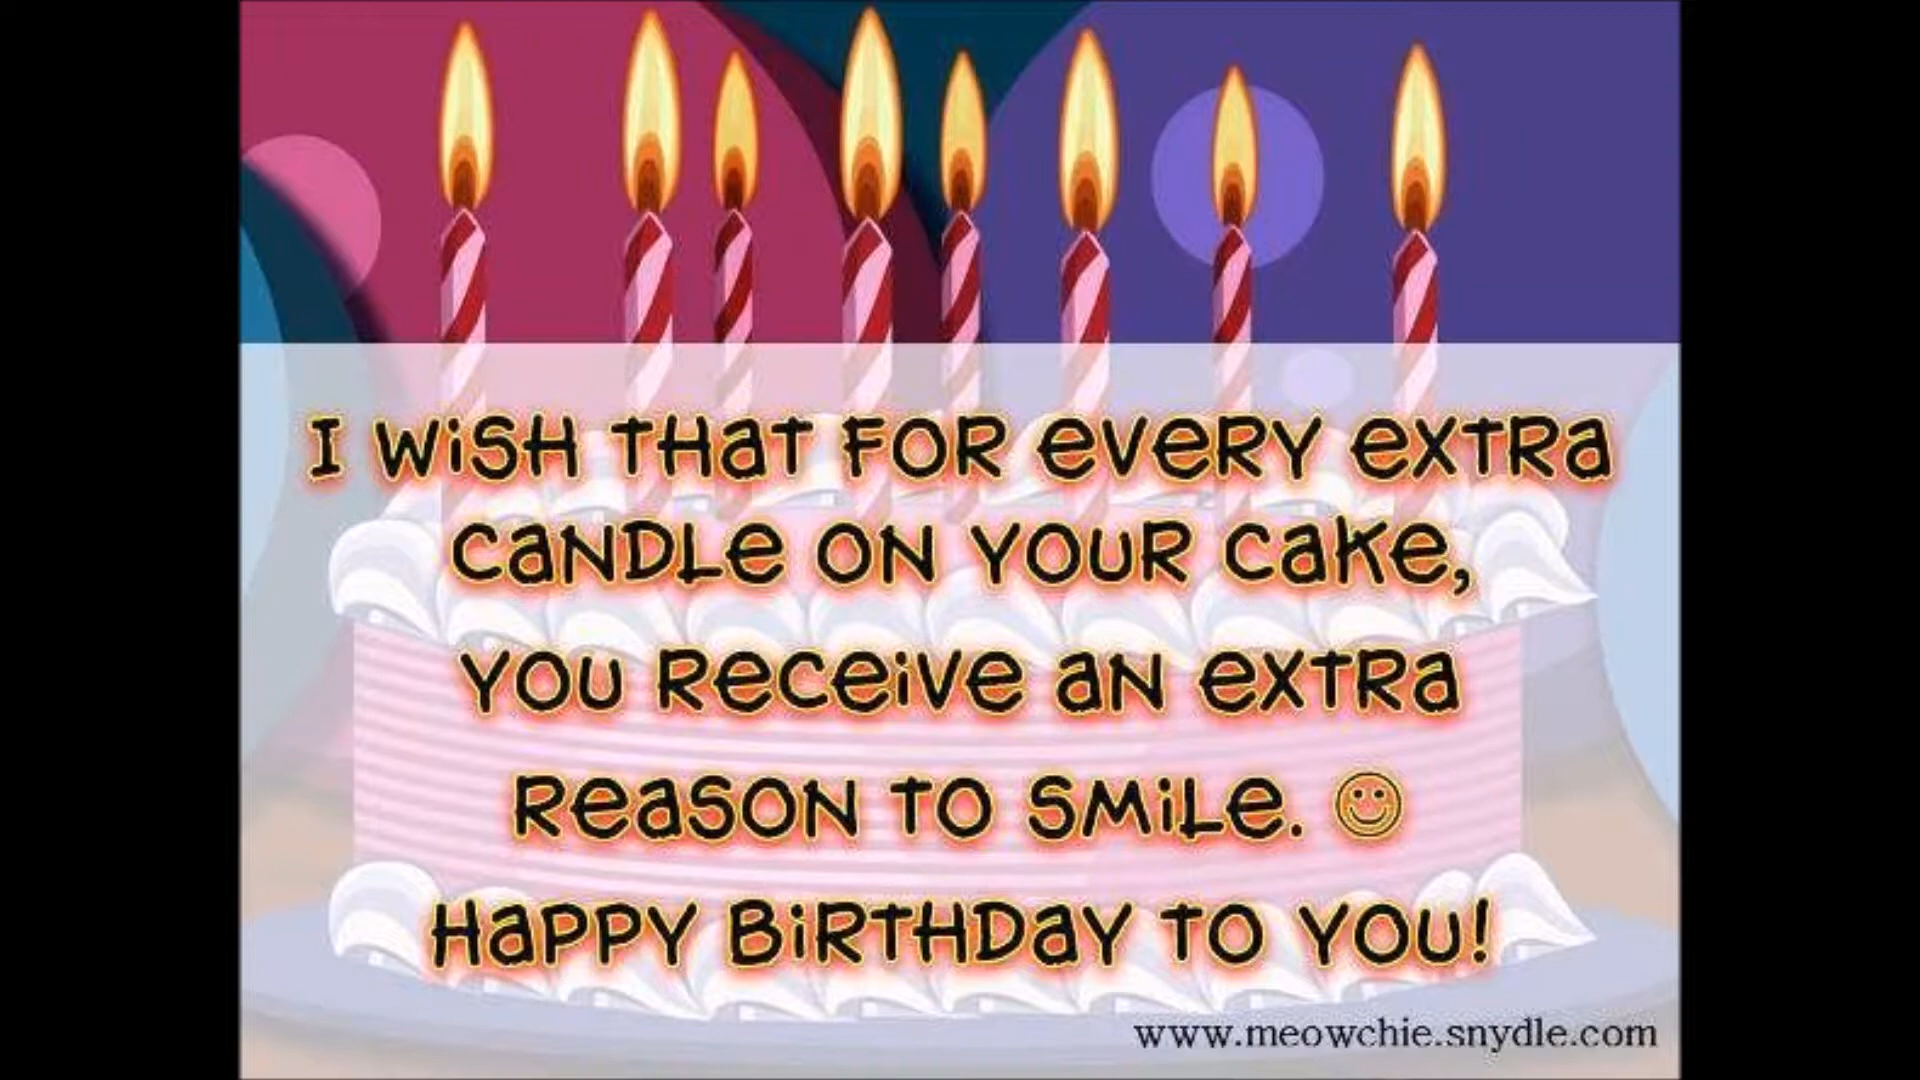 I WiSH THaT FOR eVeRY eXTRa
CaNDLe ON YOUR Cake,
YOU ReCeiVe aN eXTRa
ReaSON TO SMiLe. ☺
HaPPY BiRTHDaY TO YOU!
www.meowchie.snydle.com